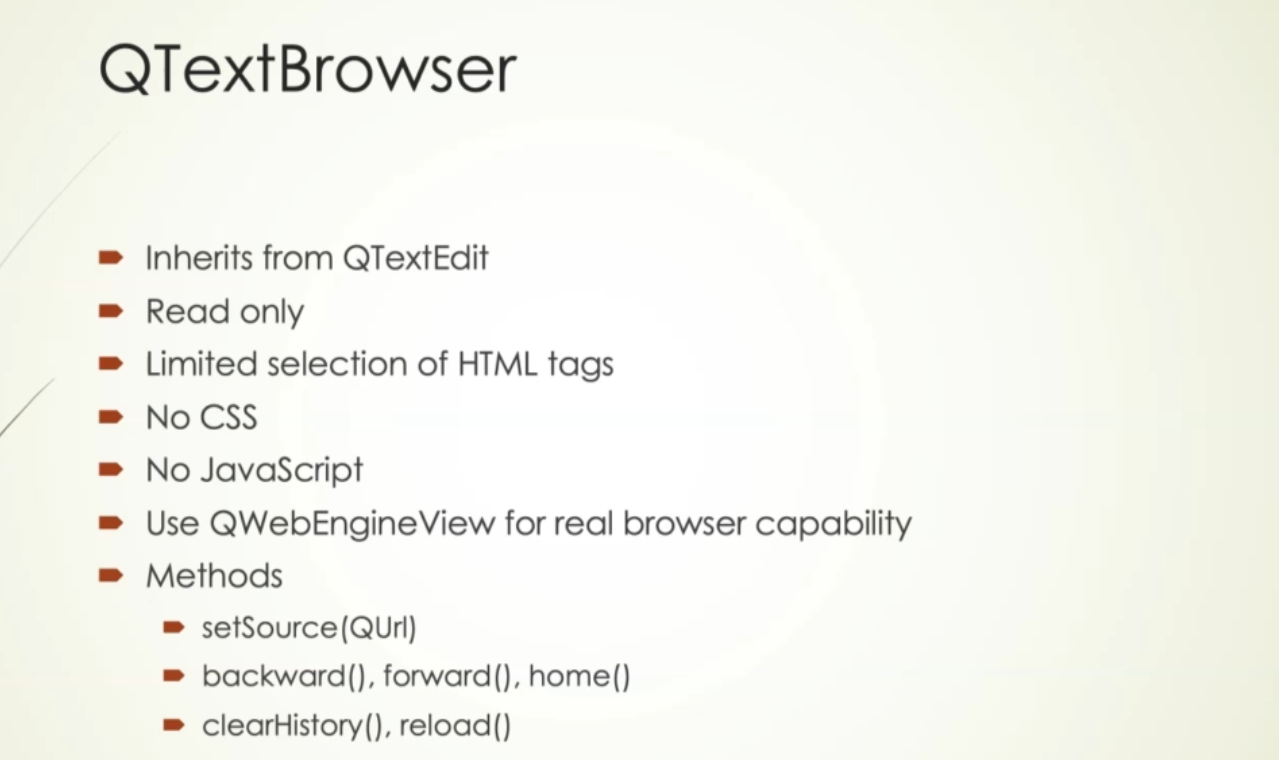 QTextBrowser
Inherits from QTextEdit
Read only
Limited selection of HTML tags
No CSS
No JavaScript
Use QWebEngineView for real browser capability
Methods
setSource(QUrl)
backward(), forward(), home()
clearHistory(), reload()